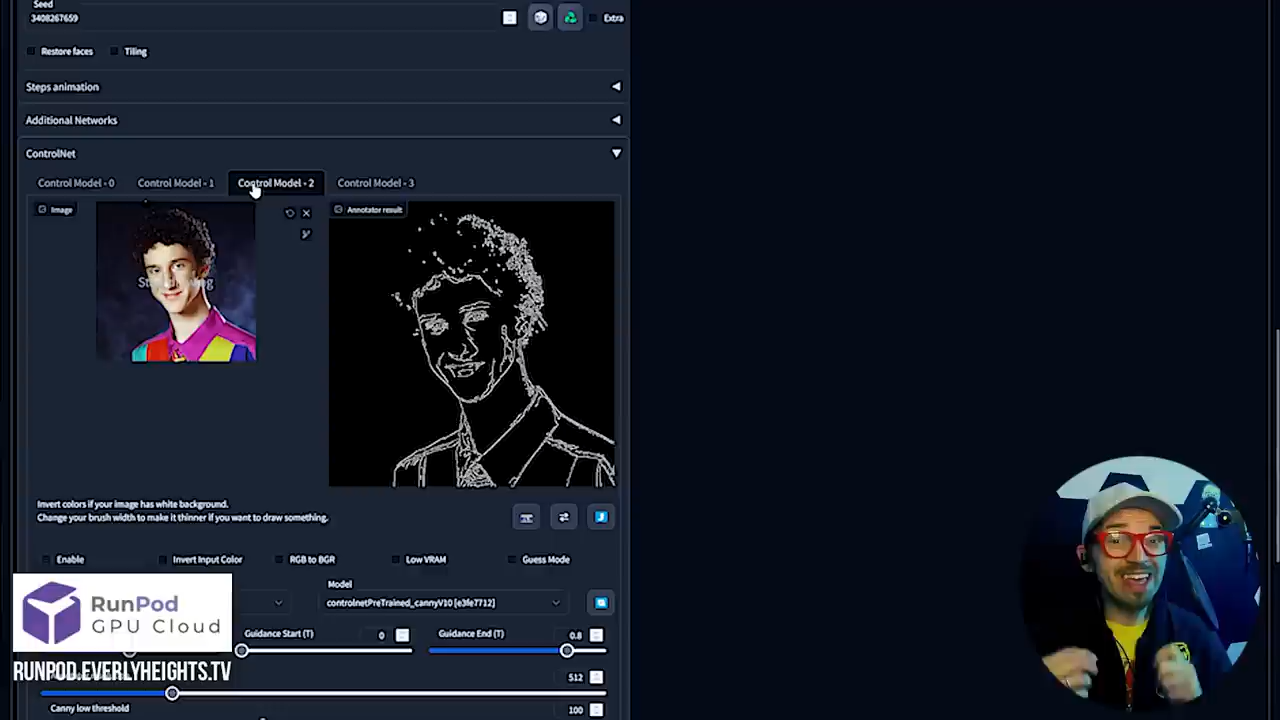 Seed
3408267659
Extra
Restore faces
Tiling
Steps animation
Additional Networks
ControlNet
Control Model - 0
Control Model - 1
Control Model - 2
Control Model - 3
Image
Annotator result
Invert colors if your image has white background.
Change your brush width to make it thinner if you want to draw something.
Enable
Invert Input Color
RGB to BGR
Low VRAM
Guess Mode
Model
controlnetPreTrained_cannyV10 [e3fe7712]
RunPod
GPU Cloud
Guidance Start (T)
0
Guidance End (T)
0.8
RUNPOD.EVERLYHEIGHTS.TV
512
Canny low threshold
100